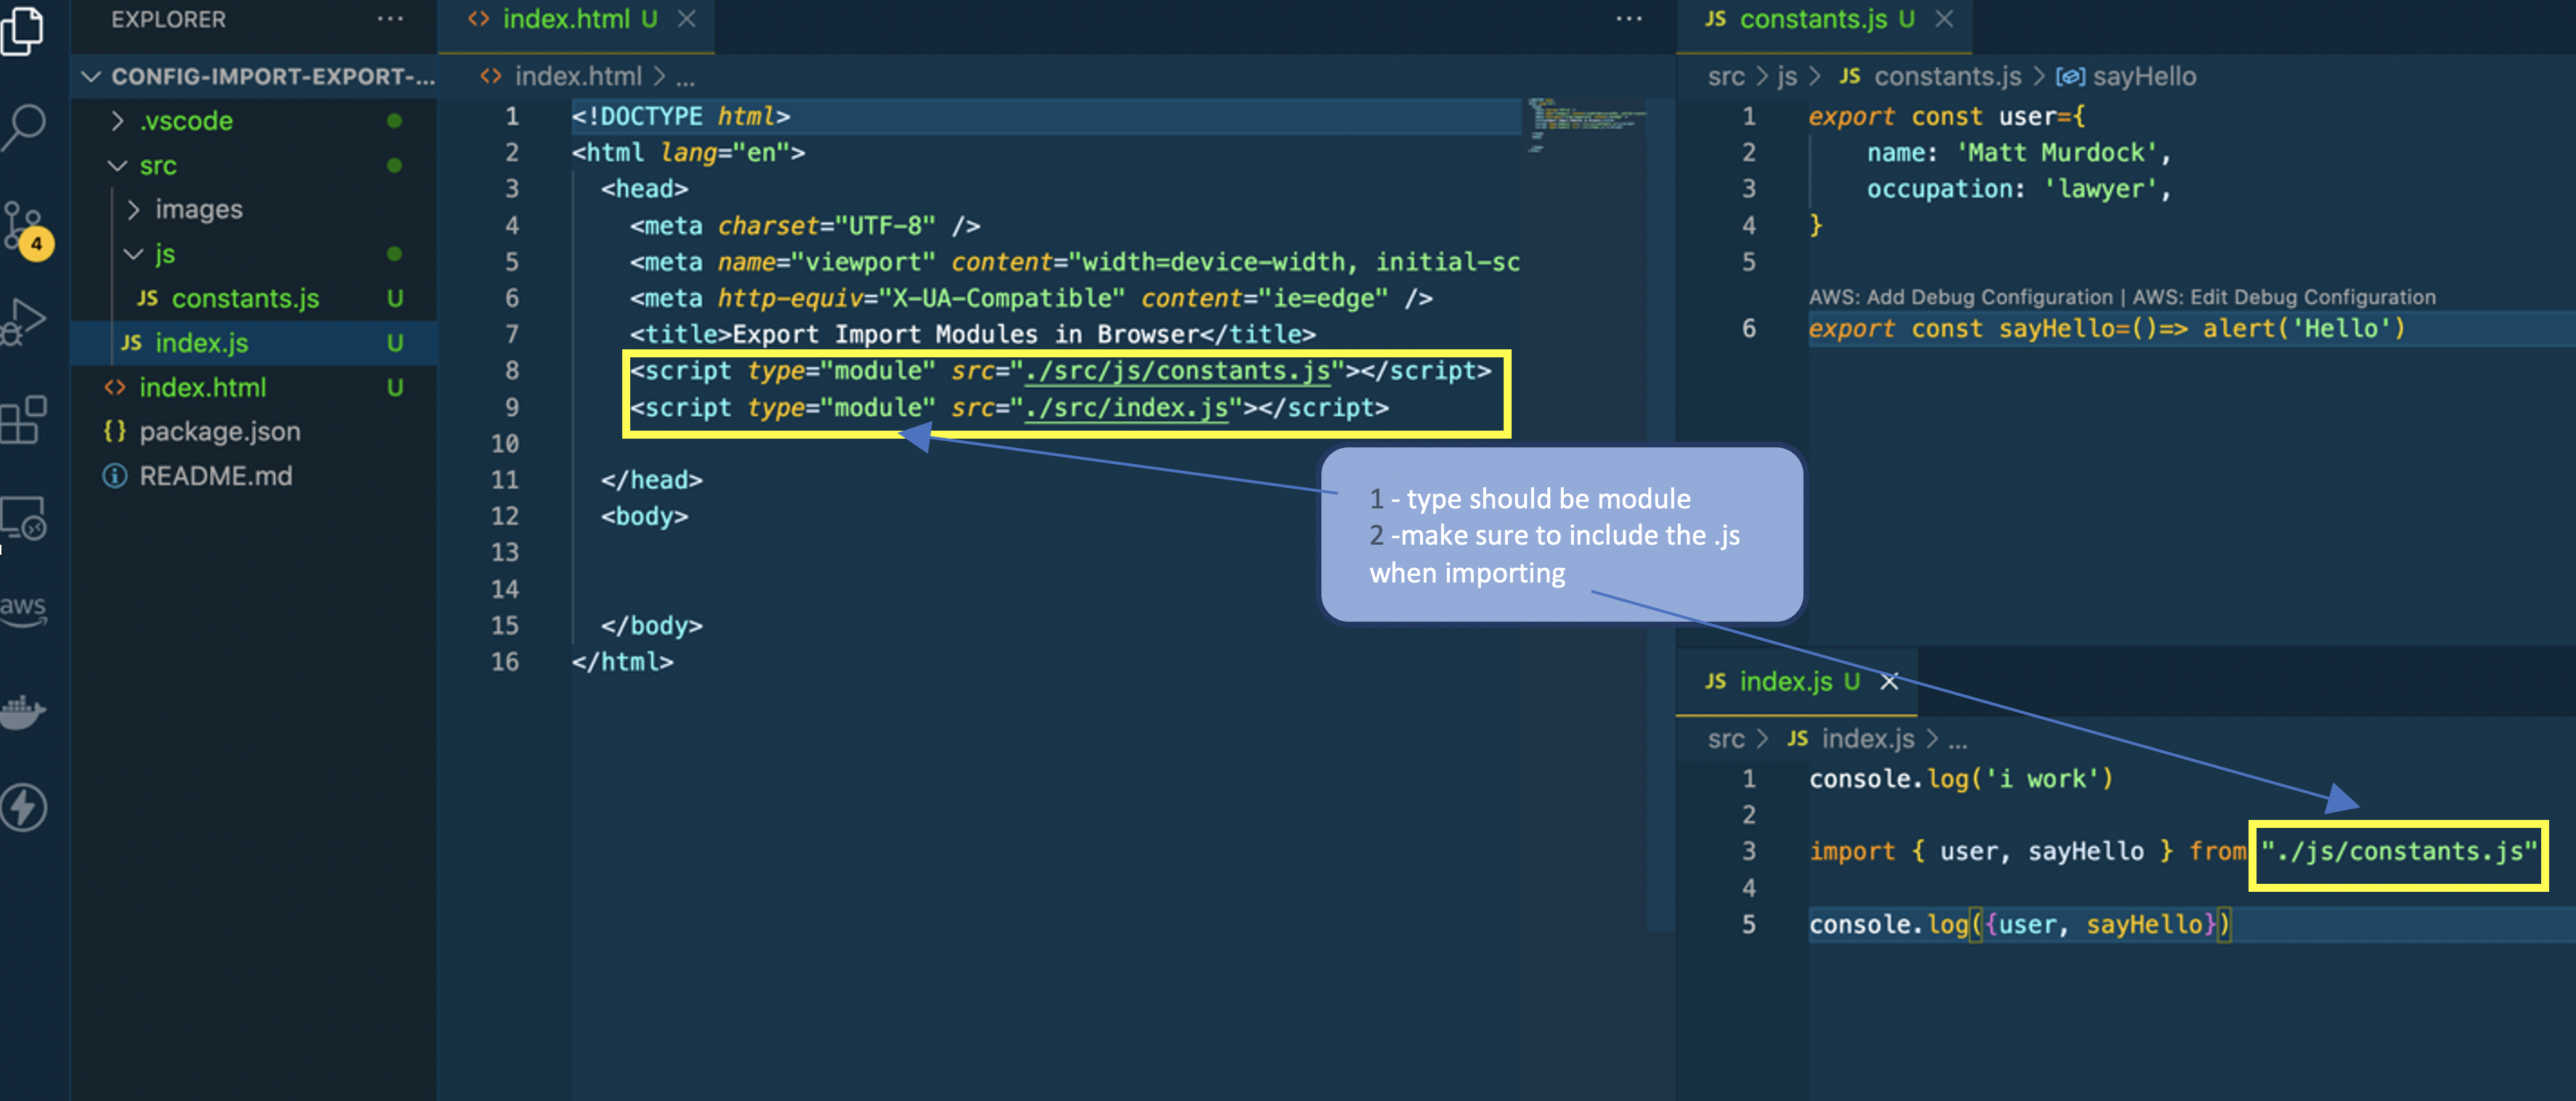 EXPLORER
CONFIG-IMPORT-EXPORT-...
.vscode
src
images
js
JS constants.js U
JS index.js U
<> index.html U
{} package.json
README.md
4
aws
<> index.html U
<> index.html > ...
1 <!DOCTYPE html>
2 <html lang="en">
3 <head>
4 <meta charset="UTF-8" />
5 <meta name="viewport" content="width=device-width, initial-sc
6 <meta http-equiv="X-UA-Compatible" content="ie=edge" />
7 <title>Export Import Modules in Browser</title>
8 <script type="module" src="./src/js/constants.js"></script>
9 <script type="module" src="./src/index.js"></script>
10
11 </head>
12 <body>
13
14
15 </body>
16 </html>
1 - type should be module
2 -make sure to include the .js
when importing
JS constants.js U
src > js > JS constants.js > sayHello
1 export const user={
2 name: 'Matt Murdock',
3 occupation: 'lawyer',
4 }
5
AWS: Add Debug Configuration | AWS: Edit Debug Configuration
6 export const sayHello=()=> alert('Hello')
JS index.js U
src > JS index.js > ...
1 console.log('i work')
2
3 import { user, sayHello } from "./js/constants.js"
4
5 console.log({user, sayHello})